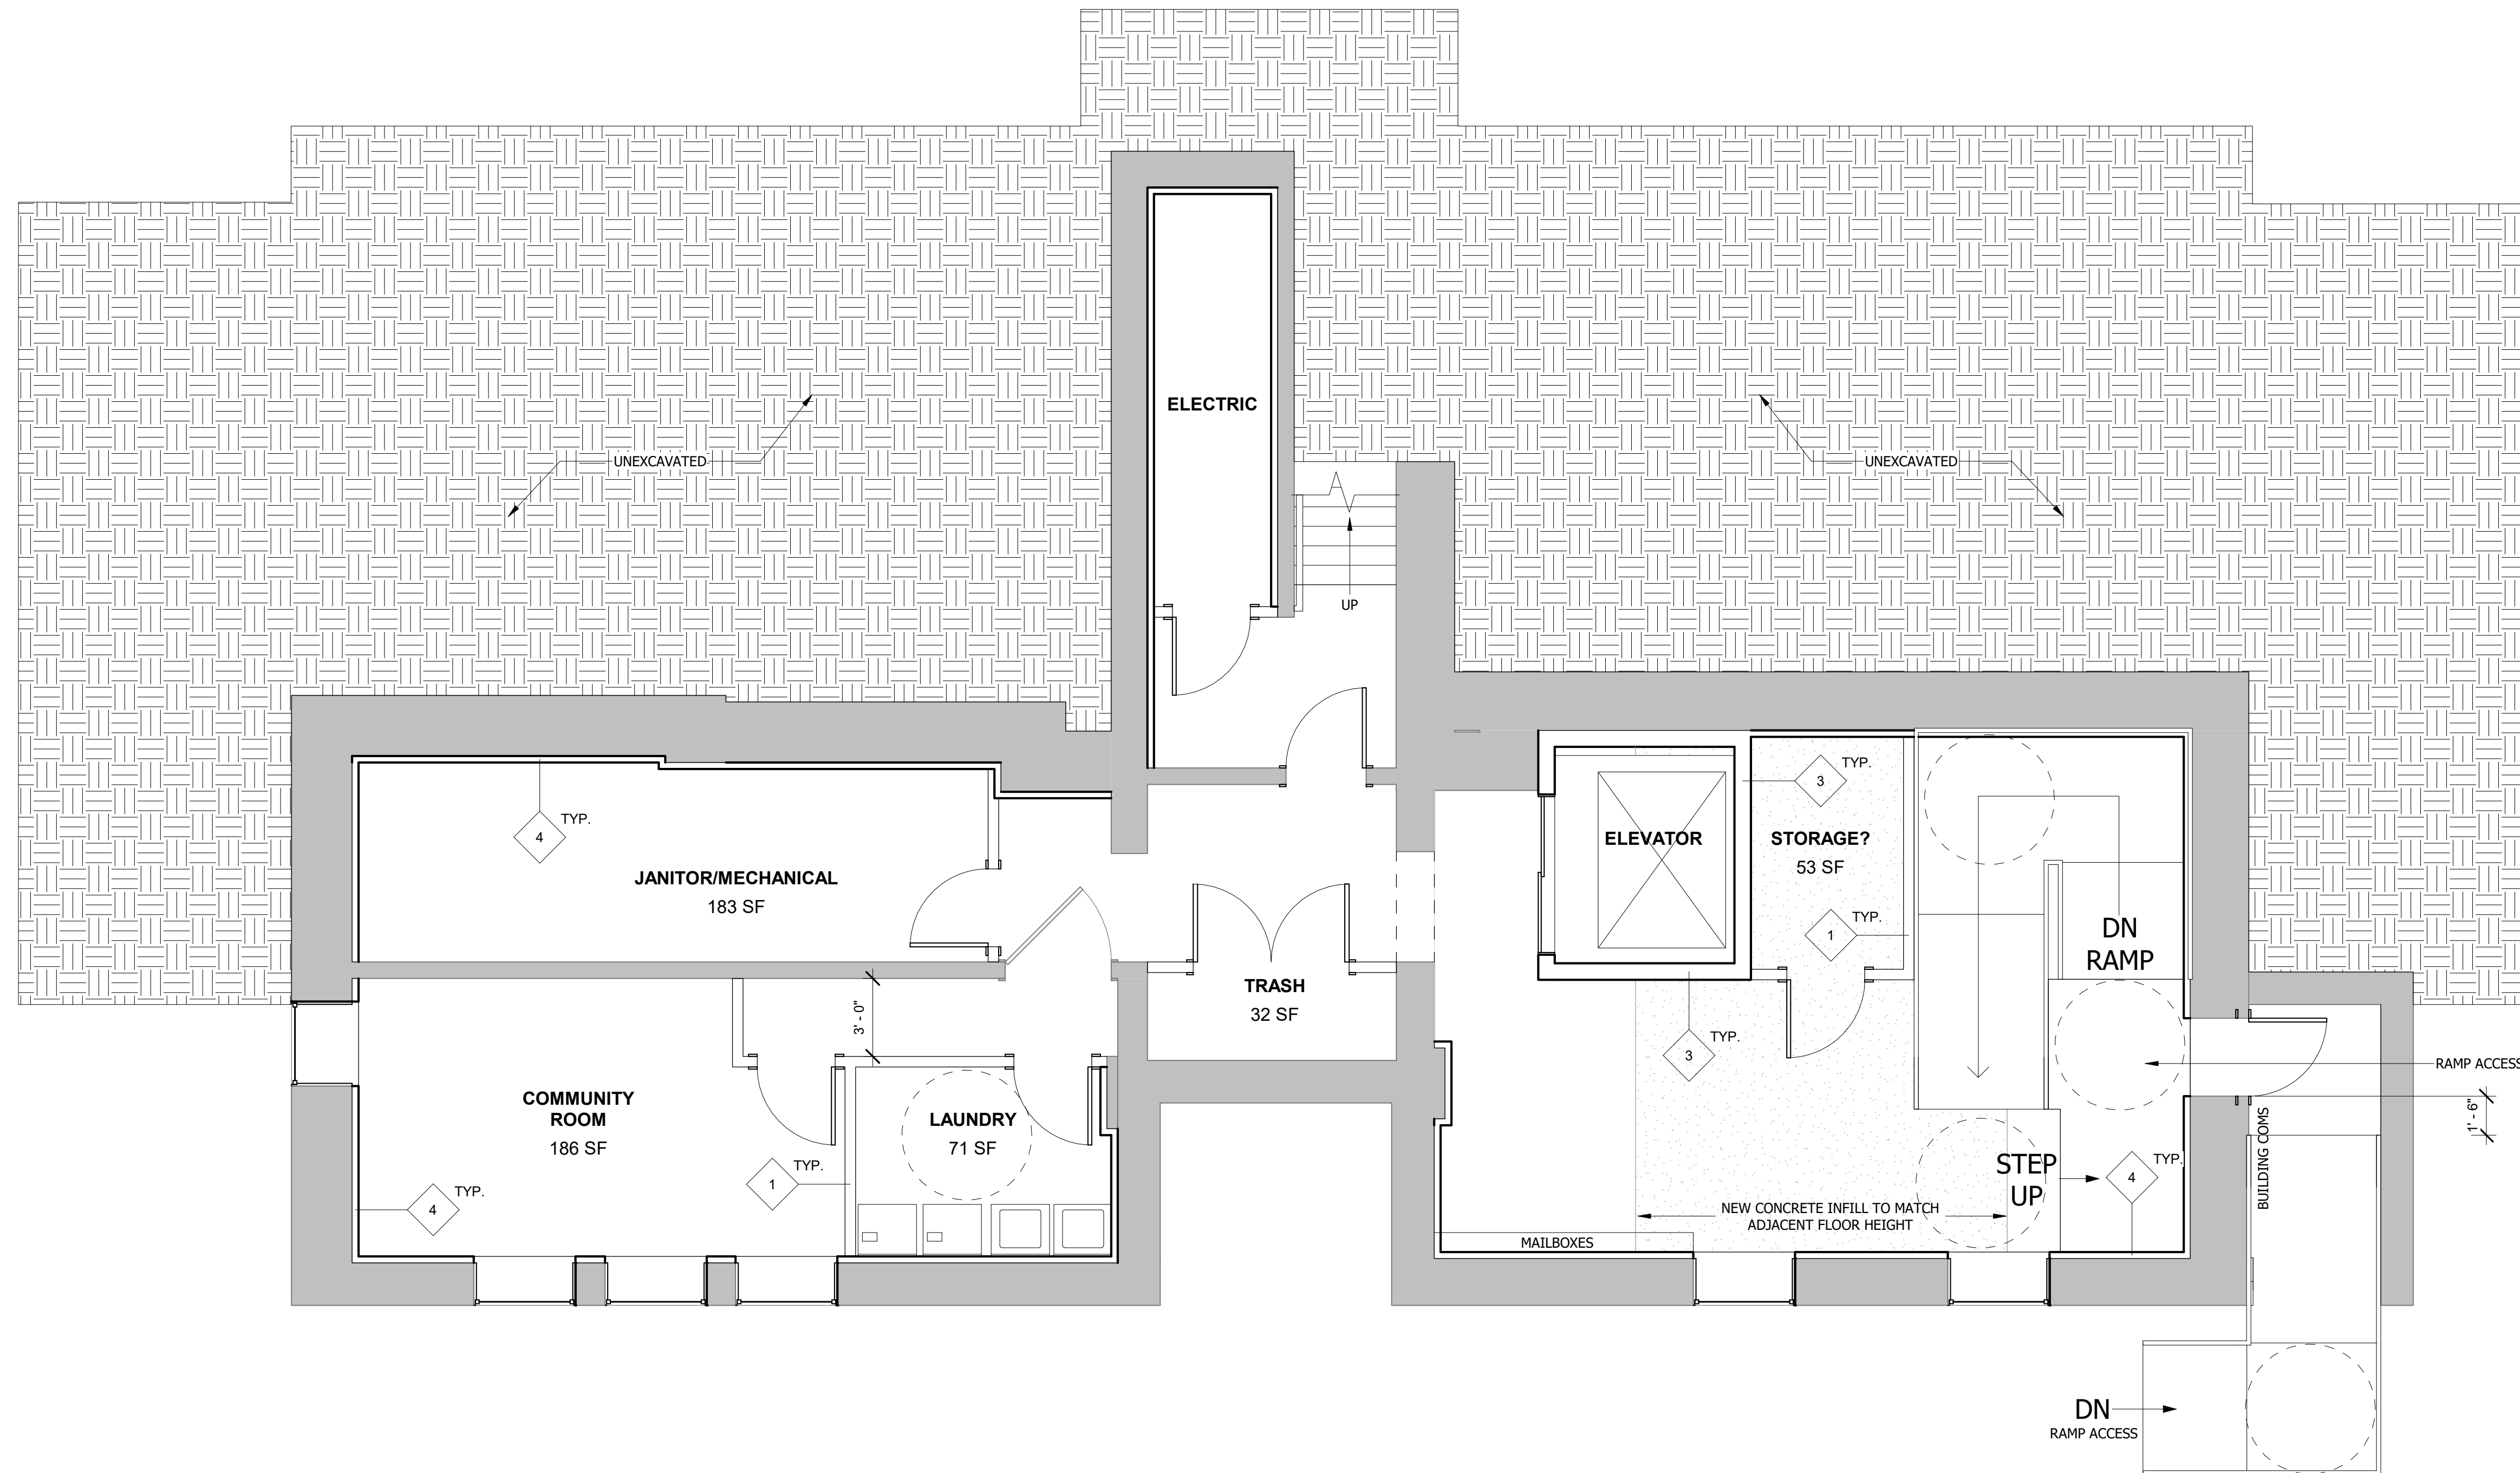 ELECTRIC
UNEXCAVATED
UNEXCAVATED
UP
TYP.
3
TYP.
4
ELEVATOR
STORAGE?
53 SF
JANITOR/MECHANICAL
183 SF
TYP.
1
DN
RAMP
TRASH
32 SF
3' - 0"
TYP.
3
RAMP ACCESS
COMMUNITY
ROOM
186 SF
LAUNDRY
71 SF
1' - 6"
BUILDING COMS
TYP.
1
TYP.
4
STEP
UP
TYP.
4
NEW CONCRETE INFILL TO MATCH
ADJACENT FLOOR HEIGHT
MAILBOXES
DN
RAMP ACCESS